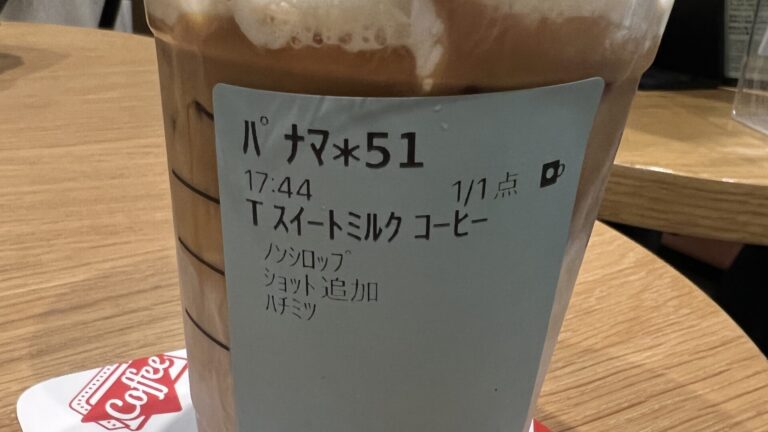 パナマ*51
17:44 1/1点
T スイートミルク コーヒー
ノンシロップ
ショット追加
ハチミツ
Coffee